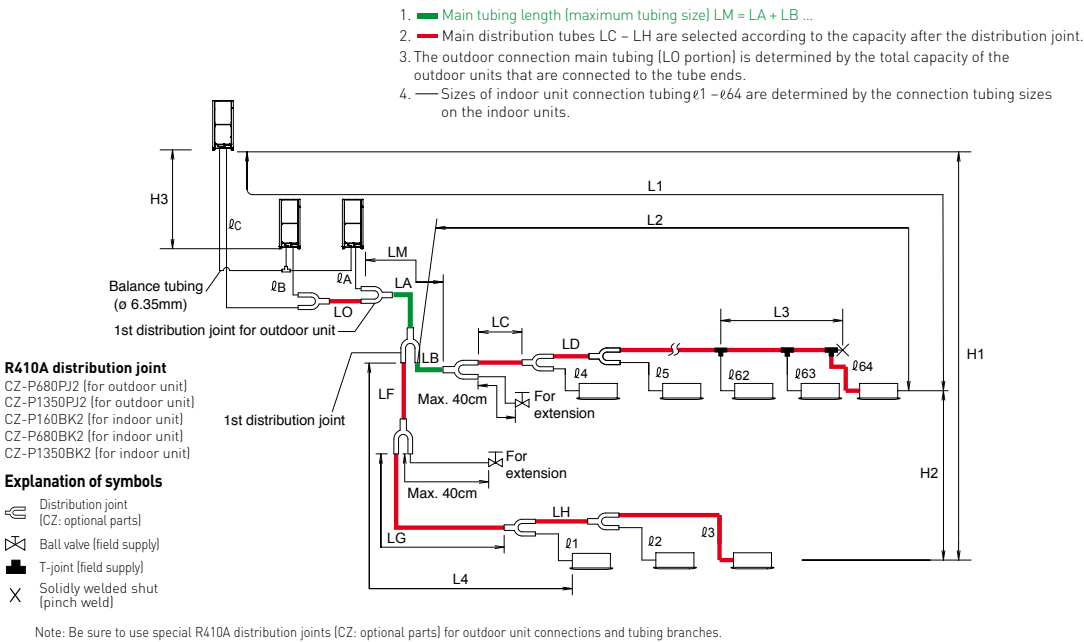 1. Main tubing length (maximum tubing size) LM = LA + LB ...
2. Main distribution tubes LC – LH are selected according to the capacity after the distribution joint.
3. The outdoor connection main tubing (LO portion) is determined by the total capacity of the
outdoor units that are connected to the tube ends.
4. Sizes of indoor unit connection tubing ℓ1 – ℓ64 are determined by the connection tubing sizes
on the indoor units.
H3
L1
L2
ℓC
LM
Balance tubing
(ø 6.35mm)
ℓB
ℓA
LA
LO
1st distribution joint for outdoor unit
LB
LC
LD
L3
H1
ℓ4
ℓ5
ℓ62
ℓ63
ℓ64
Max. 40cm
For
extension
LF
1st distribution joint
R410A distribution joint
CZ-P680PJ2 (for outdoor unit)
CZ-P1350PJ2 (for outdoor unit)
CZ-P160BK2 (for indoor unit)
CZ-P680BK2 (for indoor unit)
CZ-P1350BK2 (for indoor unit)
For
extension
Max. 40cm
H2
Explanation of symbols
Distribution joint
(CZ: optional parts)
Ball valve (field supply)
T-joint (field supply)
Solidly welded shut
(pinch weld)
LG
LH
ℓ1
ℓ2
ℓ3
L4
Note: Be sure to use special R410A distribution joints (CZ: optional parts) for outdoor unit connections and tubing branches.